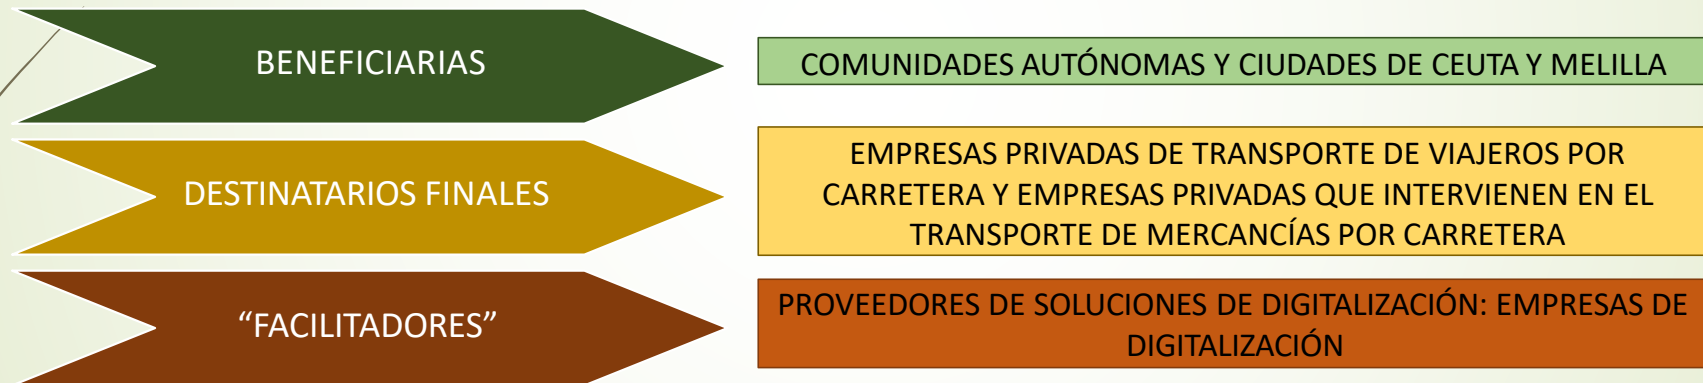 BENEFICIARIAS
COMUNIDADES AUTÓNOMAS Y CIUDADES DE CEUTA Y MELILLA
DESTINATARIOS FINALES
EMPRESAS PRIVADAS DE TRANSPORTE DE VIAJEROS POR
CARRETERA Y EMPRESAS PRIVADAS QUE INTERVIENEN EN EL
TRANSPORTE DE MERCANCÍAS POR CARRETERA
“FACILITADORES”
PROVEEDORES DE SOLUCIONES DE DIGITALIZACIÓN: EMPRESAS DE
DIGITALIZACIÓN